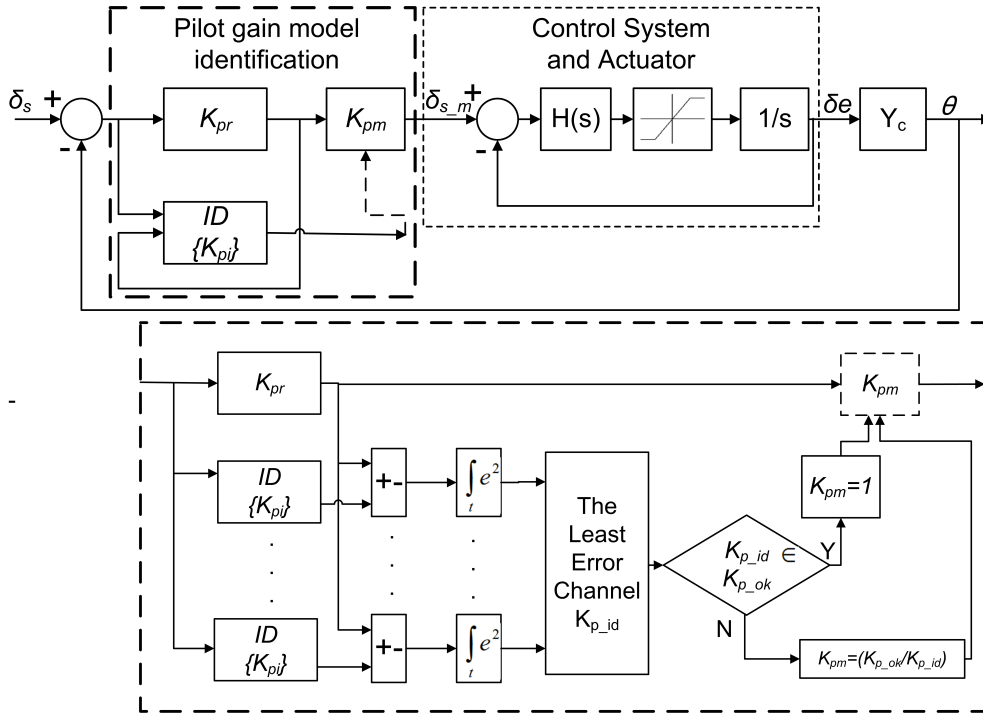 Pilot gain model
identification
Control System
and Actuator
δs
+
-
Kpr
Kpm
δs_m
+
-
H(s)
1/s
δe
Yc
θ
ID
{Kpi}
Kpr
Kpm
-
ID
{Kpi}
+-
∫t e²
Kpm=1
The
Least
Error
Channel
Kp_id
Kp_id ∈
Kp_ok
Y
N
ID
{Kpi}
+-
∫t e²
Kpm=(Kp_ok/Kp_id)